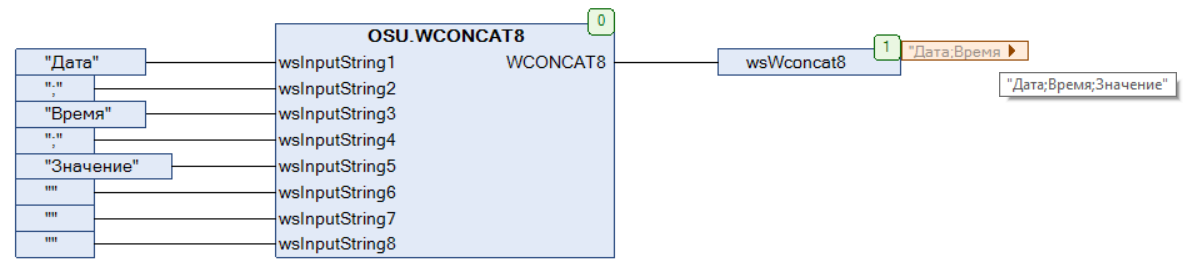 0
OSU.WCONCAT8
"Дата" wsInputString1 WCONCAT8 wsWconcat8 1 "Дата;Время
";" wsInputString2 "Дата;Время;Значение"
"Время" wsInputString3
";" wsInputString4
"Значение" wsInputString5
"" wsInputString6
"" wsInputString7
"" wsInputString8